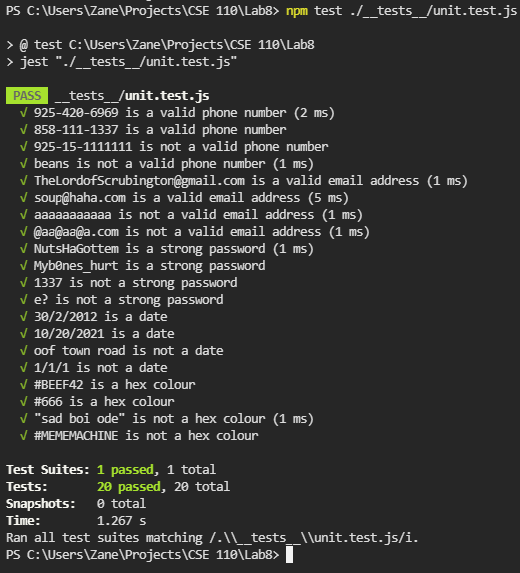 PS C:\Users\Zane\Projects\CSE 110\Lab8> npm test ./__tests__/unit.test.js
> @ test C:\Users\Zane\Projects\CSE 110\Lab8
> jest "./__tests__/unit.test.js"
PASS __tests__/unit.test.js
√ 925-420-6969 is a valid phone number (2 ms)
√ 858-111-1337 is a valid phone number
√ 925-15-1111111 is not a valid phone number
√ beans is not a valid phone number (1 ms)
√ TheLordofScrubington@gmail.com is a valid email address (1 ms)
√ soup@haha.com is a valid email address (5 ms)
√ aaaaaaaaaaa is not a valid email address (1 ms)
√ @aa@aa@a.com is not a valid email address (1 ms)
√ NutsHaGottem is a strong password (1 ms)
√ Myb0nes_hurt is a strong password
√ 1337 is not a strong password
√ e? is not a strong password
√ 30/2/2012 is a date
√ 10/20/2021 is a date
√ oof town road is not a date
√ 1/1/1 is not a date
√ #BEEF42 is a hex colour
√ #666 is a hex colour
√ "sad boi ode" is not a hex colour (1 ms)
√ #MEMEMACHINE is not a hex colour
Test Suites: 1 passed, 1 total
Tests: 20 passed, 20 total
Snapshots: 0 total
Time: 1.267 s
Ran all test suites matching /.\\__tests__\\unit.test.js/i.
PS C:\Users\Zane\Projects\CSE 110\Lab8>